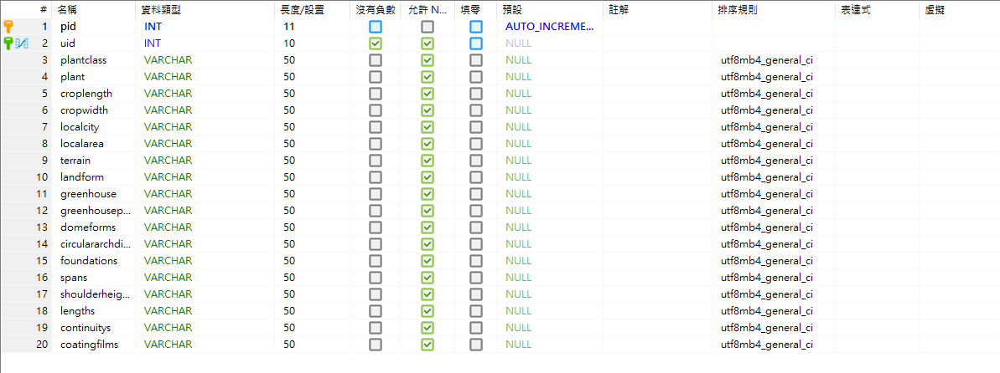 # 名稱 資料類型 長度/設置 沒有負數 允許 N... 填零 預設 註解 排序規則 表達式 虛擬
1 pid INT 11 AUTO_INCREME...
2 uid INT 10 NULL
3 plantclass VARCHAR 50 NULL utf8mb4_general_ci
4 plant VARCHAR 50 NULL utf8mb4_general_ci
5 croplength VARCHAR 50 NULL utf8mb4_general_ci
6 cropwidth VARCHAR 50 NULL utf8mb4_general_ci
7 localcity VARCHAR 50 NULL utf8mb4_general_ci
8 localarea VARCHAR 50 NULL utf8mb4_general_ci
9 terrain VARCHAR 50 NULL utf8mb4_general_ci
10 landform VARCHAR 50 NULL utf8mb4_general_ci
11 greenhouse VARCHAR 50 NULL utf8mb4_general_ci
12 greenhousep... VARCHAR 50 NULL utf8mb4_general_ci
13 domeforms VARCHAR 50 NULL utf8mb4_general_ci
14 circulararchdi... VARCHAR 50 NULL utf8mb4_general_ci
15 foundations VARCHAR 50 NULL utf8mb4_general_ci
16 spans VARCHAR 50 NULL utf8mb4_general_ci
17 shoulderheig... VARCHAR 50 NULL utf8mb4_general_ci
18 lengths VARCHAR 50 NULL utf8mb4_general_ci
19 continuitys VARCHAR 50 NULL utf8mb4_general_ci
20 coatingfilms VARCHAR 50 NULL utf8mb4_general_ci